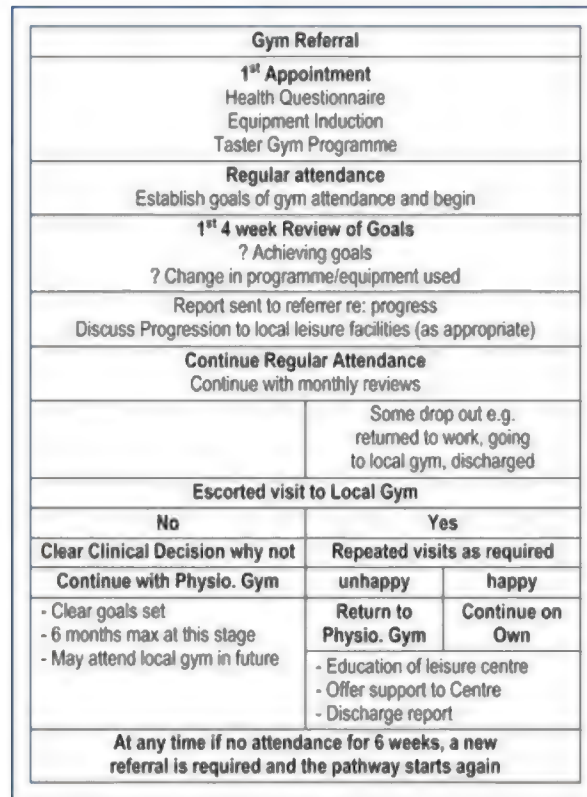 Gym Referral
1st Appointment
Health Questionnaire
Equipment Induction
Taster Gym Programme
Regular attendance
Establish goals of gym attendance and begin
1st 4 week Review of Goals
? Achieving goals
? Change in programme/equipment used
Report sent to referrer re: progress
Discuss Progression to local leisure facilities (as appropriate)
Continue Regular Attendance
Continue with monthly reviews
Some drop out e.g.
returned to work, going
to local gym, discharged
Escorted visit to Local Gym
No
Yes
Clear Clinical Decision why not
Repeated visits as required
Continue with Physio. Gym
unhappy
happy
- Clear goals set
- 6 months max at this stage
- May attend local gym in future
Return to
Physio. Gym
Continue on
Own
- Education of leisure centre
- Offer support to Centre
- Discharge report
At any time if no attendance for 6 weeks, a new
referral is required and the pathway starts again